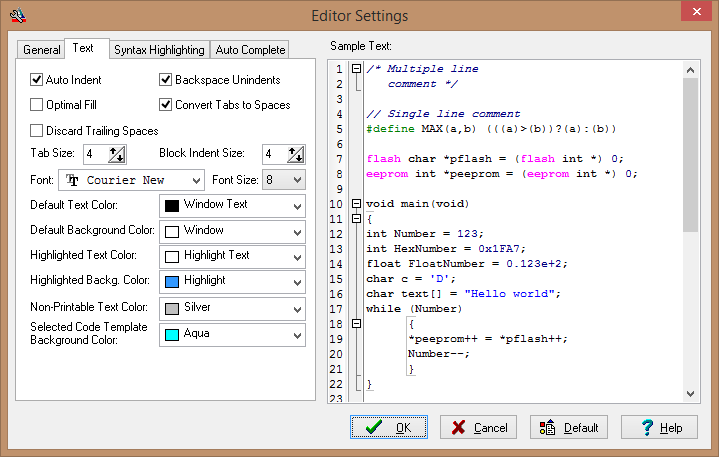 Editor Settings
General
Text
Syntax Highlighting
Auto Complete
Auto Indent
Backspace Unindents
Optimal Fill
Convert Tabs to Spaces
Discard Trailing Spaces
Tab Size: 4
Block Indent Size: 4
Font: Courier New
Font Size: 8
Default Text Color: Window Text
Default Background Color: Window
Highlighted Text Color: Highlight Text
Highlighted Backg. Color: Highlight
Non-Printable Text Color: Silver
Selected Code Template
Background Color: Aqua
Sample Text:
1 /* Multiple line
2 comment */
3
4 // Single line comment
5 #define MAX(a,b) (((a)>(b))?(a):(b))
6
7 flash char *pflash = (flash int *) 0;
8 eeprom int *peeprom = (eeprom int *) 0;
9
10 void main(void)
11 {
12 int Number = 123;
13 int HexNumber = 0x1FA7;
14 float FloatNumber = 0.123e+2;
15 char c = 'D';
16 char text[] = "Hello world";
17 while (Number)
18 {
19 *peeprom++ = *pflash++;
20 Number--;
21 }
22 }
23
OK
Cancel
Default
Help